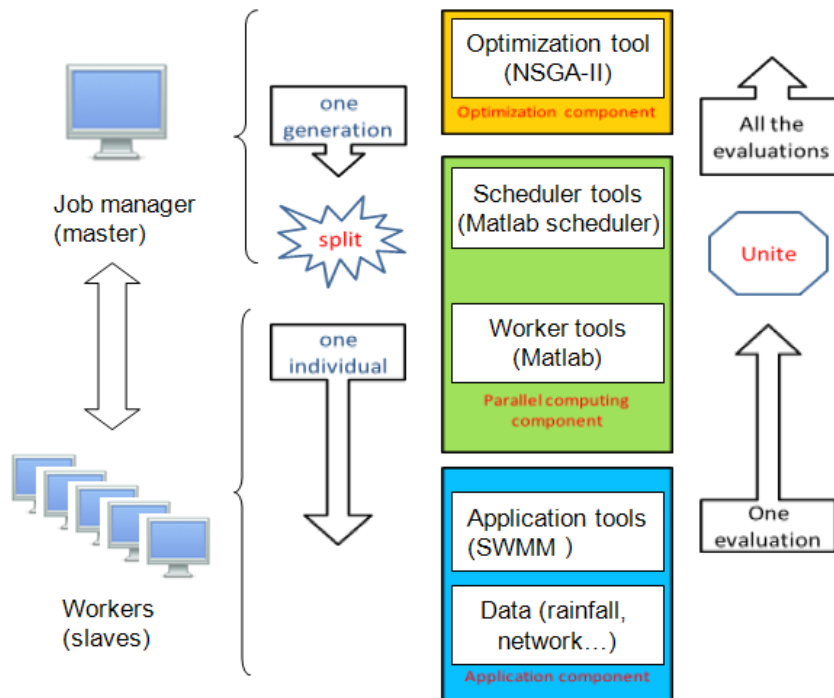 Job manager
(master)
Workers
(slaves)
one
generation
split
one
individual
Optimization tool
(NSGA-II)
Optimization component
Scheduler tools
(Matlab scheduler)
Worker tools
(Matlab)
Parallel computing
component
Application tools
(SWMM )
Data (rainfall,
network…)
Application component
All the
evaluations
Unite
One
evaluation